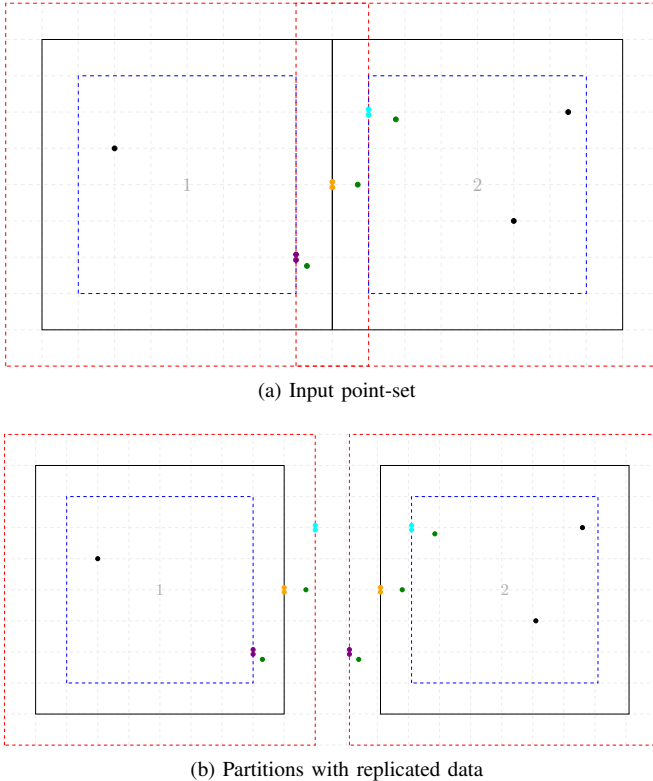 1
2
(a) Input point-set
1
2
(b) Partitions with replicated data